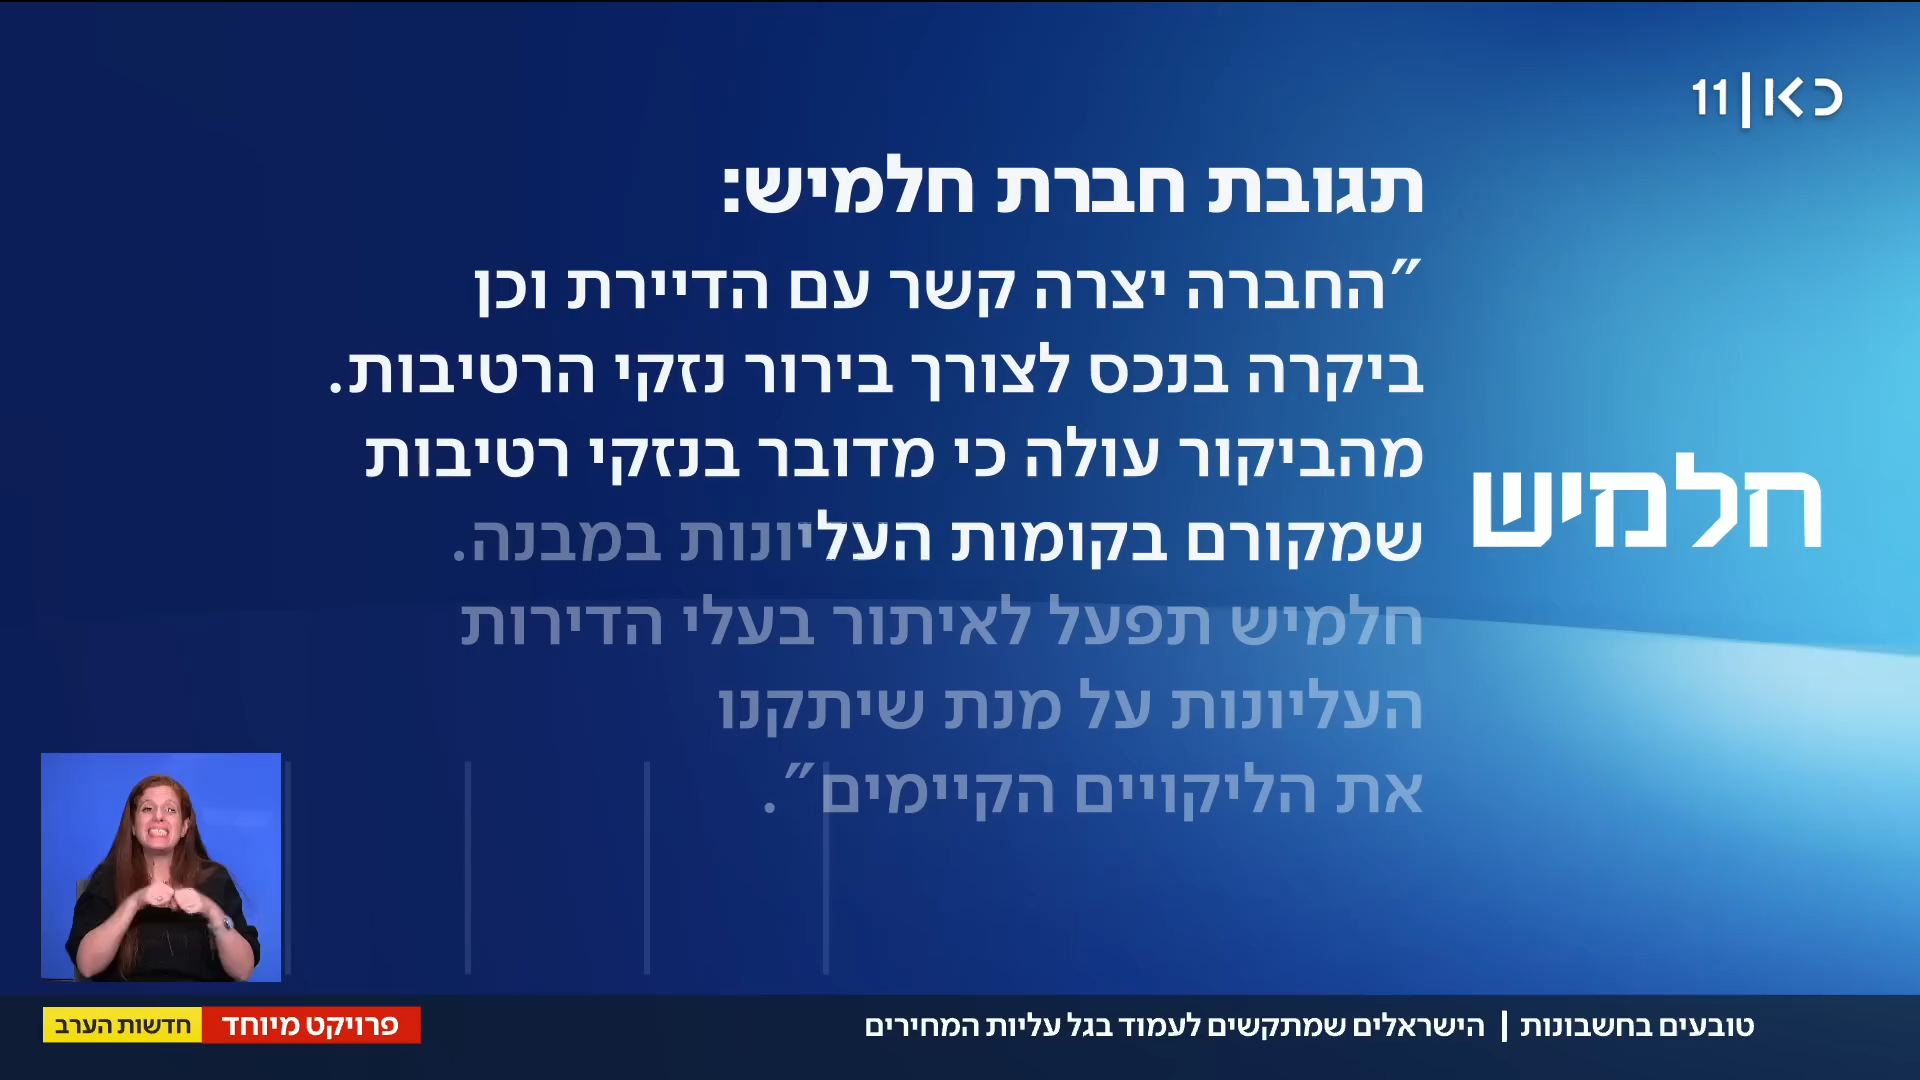 כאן|11
תגובת חברת חלמיש:
"החברה יצרה קשר עם הדיירת וכן
ביקרה בנכס לצורך בירור נזקי הרטיבות.
מהביקור עולה כי מדובר בנזקי רטיבות
שמקורם בקומות העליונות במבנה.
חלמיש תפעל לאיתור בעלי הדירות
העליונות על מנת שיתקנו
את הליקויים הקיימים".
חלמיש
טובעים בחשבונות | הישראלים שמתקשים לעמוד בגל עליות המחירים
פרויקט מיוחד
חדשות הערב